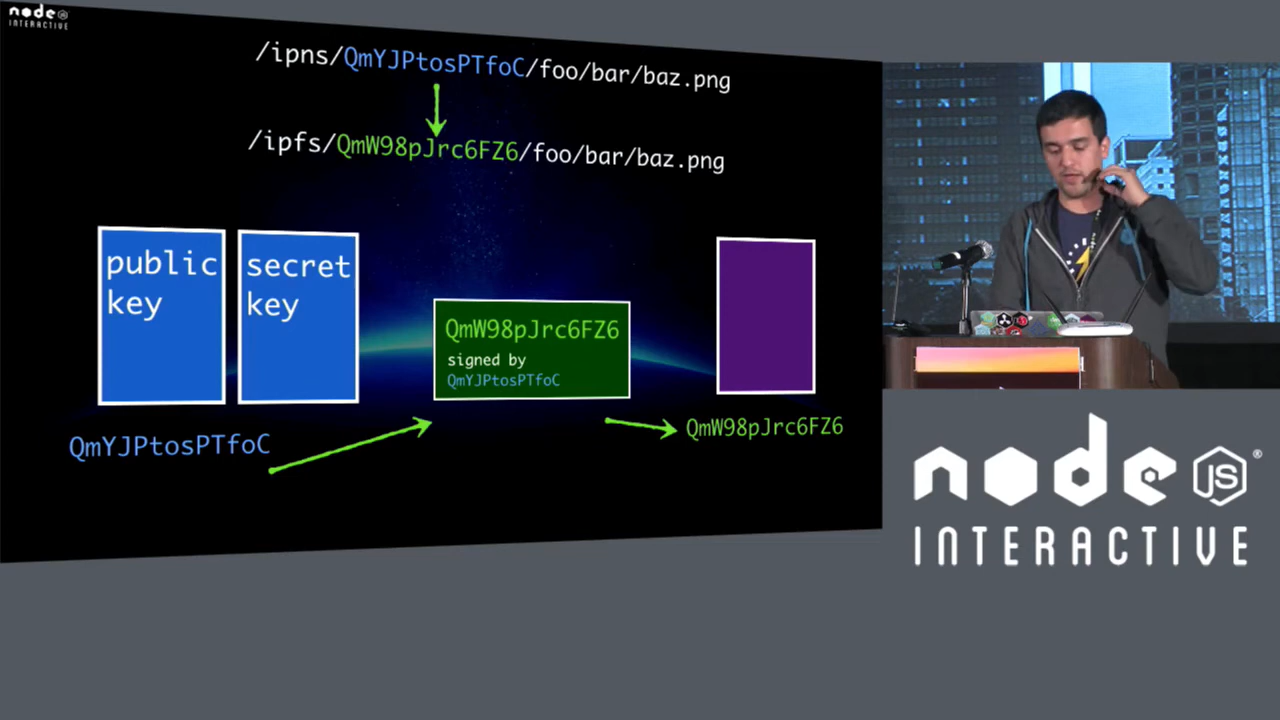 node JS
INTERACTIVE
/ipns/QmYJPtosPTfoC/foo/bar/baz.png
/ipfs/QmW98pJrc6FZ6/foo/bar/baz.png
public
key
secret
key
QmW98pJrc6FZ6
signed by
QmYJPtosPTfoC
QmYJPtosPTfoC
QmW98pJrc6FZ6
node JS ®
INTERACTIVE